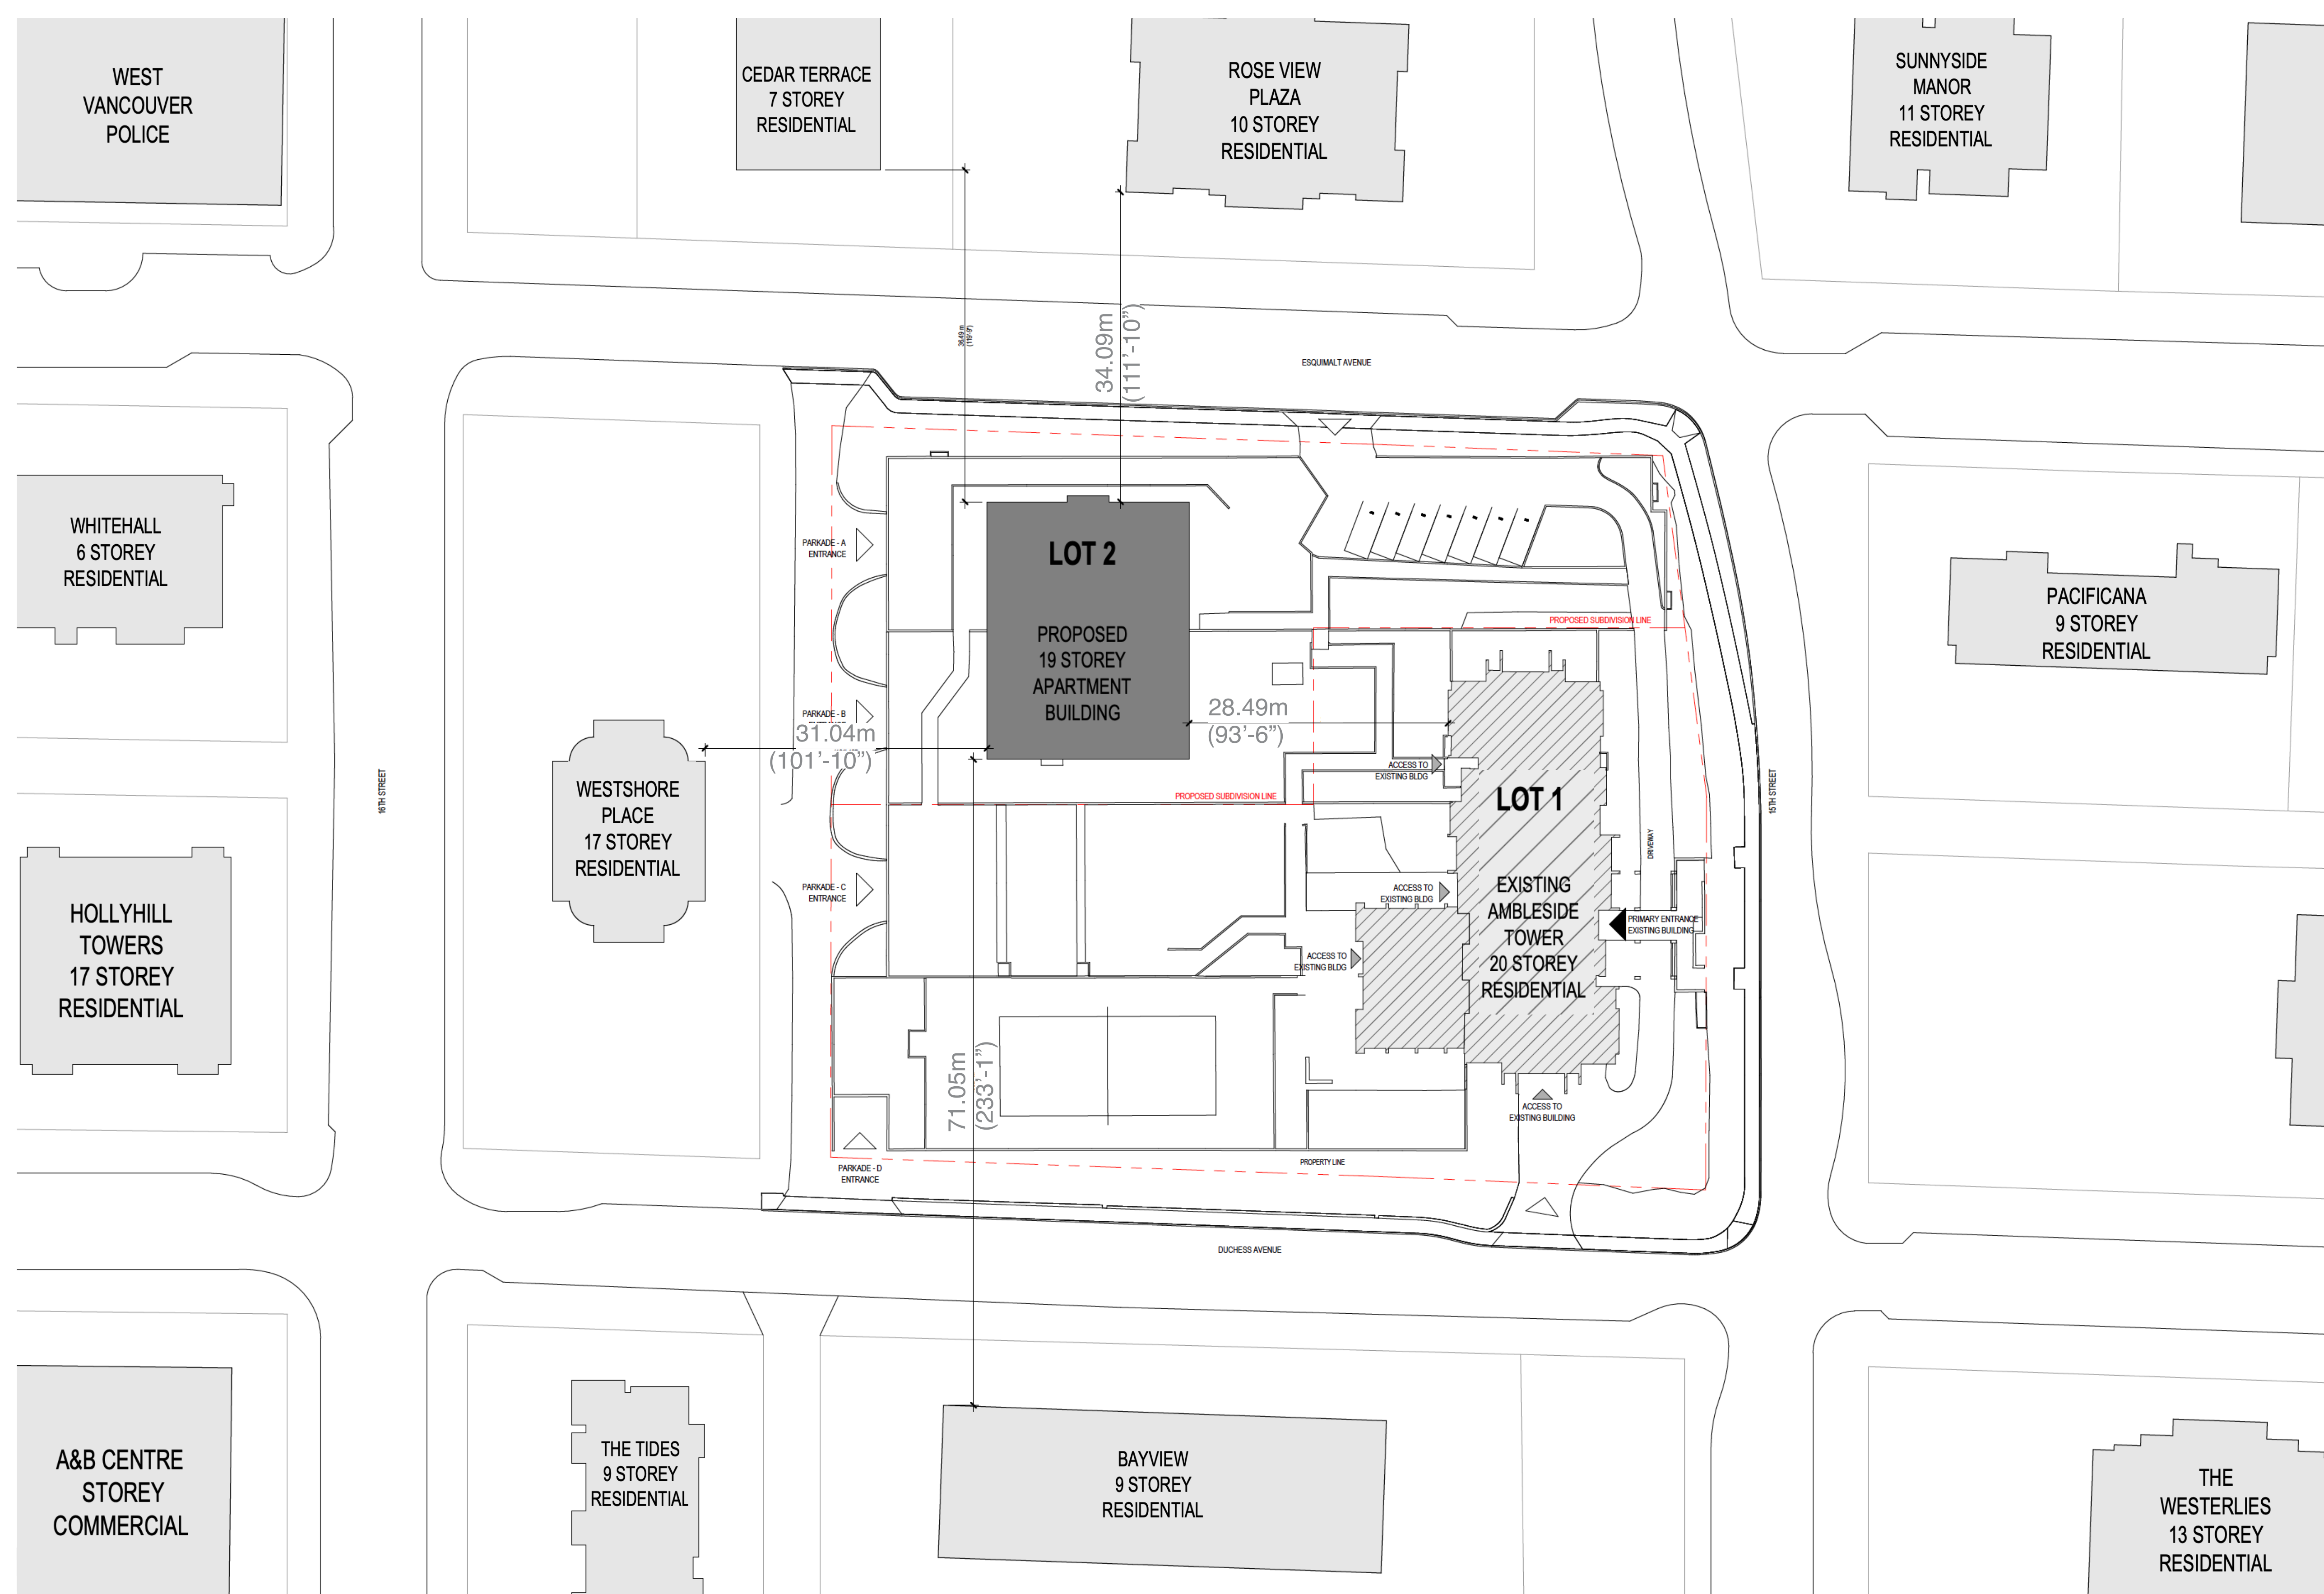 WEST
VANCOUVER
POLICE
CEDAR TERRACE
7 STOREY
RESIDENTIAL
ROSE VIEW
PLAZA
10 STOREY
RESIDENTIAL
SUNNYSIDE
MANOR
11 STOREY
RESIDENTIAL
36.49 m
(119'-9")
34.09m
(111'-10")
ESQUIMALT AVENUE
WHITEHALL
6 STOREY
RESIDENTIAL
PARKADE - A
ENTRANCE
LOT 2
PROPOSED
19 STOREY
APARTMENT
BUILDING
PROPOSED SUBDIVISION LINE
PACIFICANA
9 STOREY
RESIDENTIAL
PARKADE - B
31.04m
(101'-10")
28.49m
(93'-6")
ACCESS TO
EXISTING BLDG
16TH STREET
WESTSHORE
PLACE
17 STOREY
RESIDENTIAL
PROPOSED SUBDIVISION LINE
LOT 1
EXISTING
AMBLESIDE
TOWER
20 STOREY
RESIDENTIAL
DRIVEWAY
15TH STREET
PARKADE - C
ENTRANCE
ACCESS TO
EXISTING BLDG
PRIMARY ENTRANCE
EXISTING BUILDING
HOLLYHILL
TOWERS
17 STOREY
RESIDENTIAL
ACCESS TO
EXISTING BLDG
71.05m
(233'-1")
ACCESS TO
EXISTING BUILDING
PARKADE - D
ENTRANCE
PROPERTY LINE
DUCHESS AVENUE
A&B CENTRE
STOREY
COMMERCIAL
THE TIDES
9 STOREY
RESIDENTIAL
BAYVIEW
9 STOREY
RESIDENTIAL
THE
WESTERLIES
13 STOREY
RESIDENTIAL